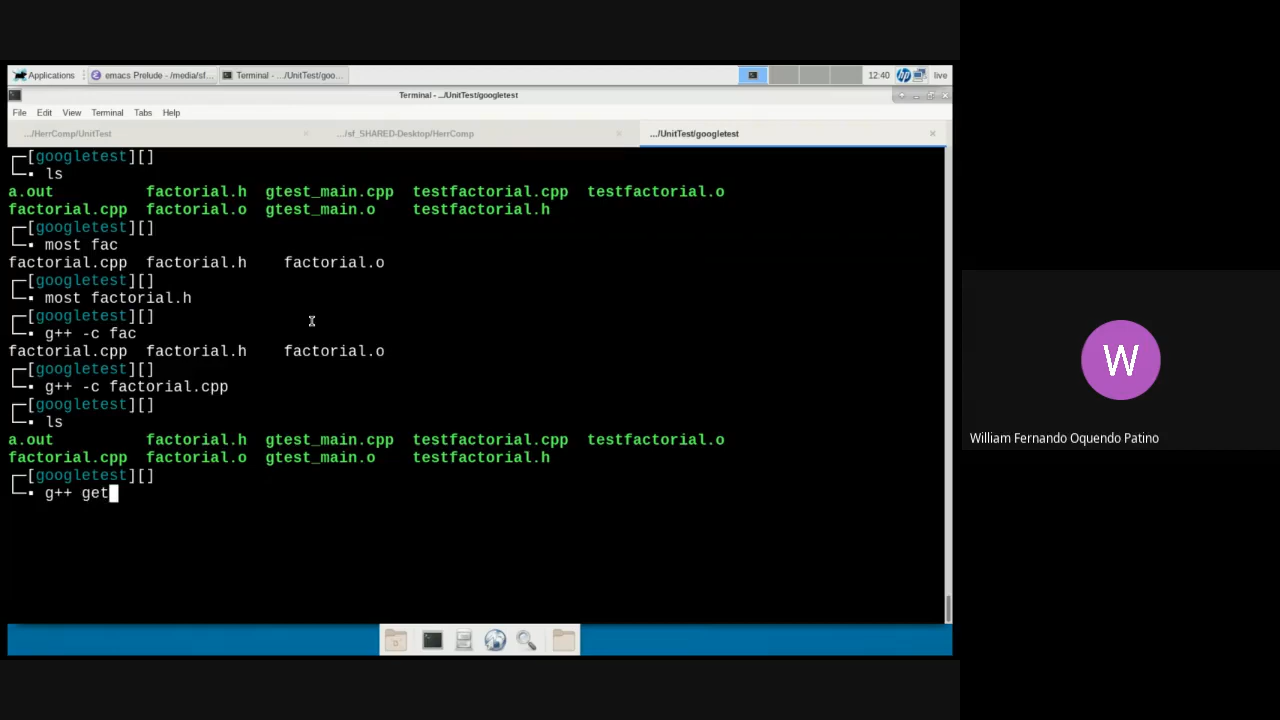 Applications
emacs Prelude - /media/sf...
Terminal - .../UnitTest/goo...
12:40
live
Terminal - .../UnitTest/googletest
File Edit View Terminal Tabs Help
.../HerrComp/UnitTest
.../sf_SHARED-Desktop/HerrComp
.../UnitTest/googletest
[googletest][]
ls
a.out factorial.h gtest_main.cpp testfactorial.cpp testfactorial.o
factorial.cpp factorial.o gtest_main.o testfactorial.h
[googletest][]
most fac
factorial.cpp factorial.h factorial.o
[googletest][]
most factorial.h
[googletest][]
g++ -c fac
factorial.cpp factorial.h factorial.o
[googletest][]
g++ -c factorial.cpp
[googletest][]
ls
a.out factorial.h gtest_main.cpp testfactorial.cpp testfactorial.o
factorial.cpp factorial.o gtest_main.o testfactorial.h
[googletest][]
g++ get
W
William Fernando Oquendo Patino